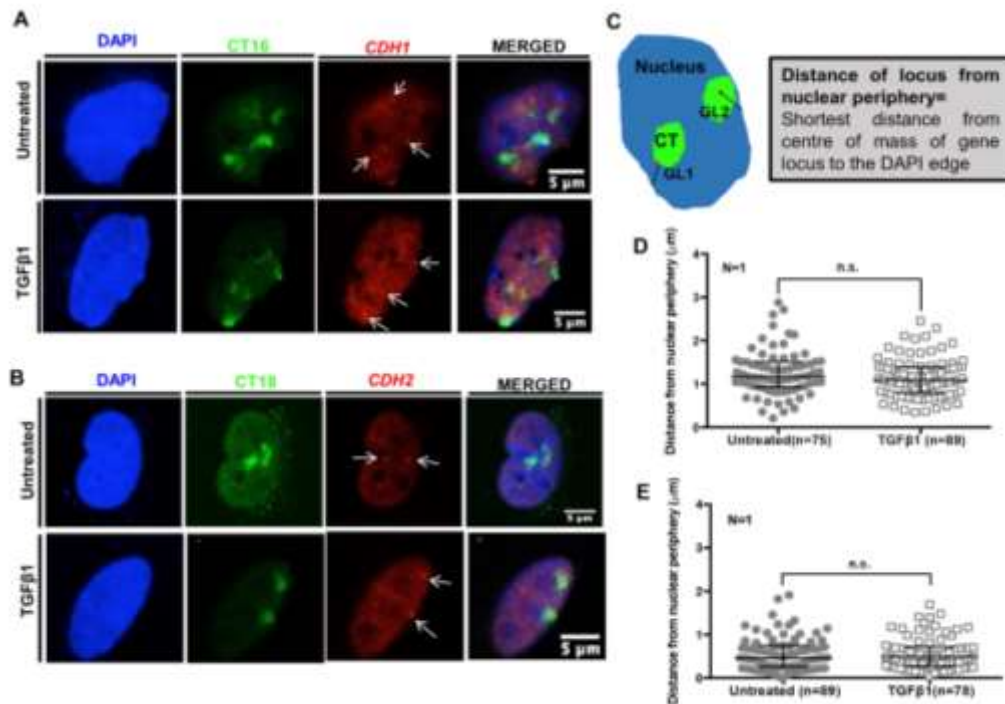 A
DAPI
CT16
CDH1
MERGED
Untreated
5 µm
TGFβ1
5 µm
B
DAPI
CT18
CDH2
MERGED
Untreated
5 µm
TGFβ1
5 µm
C
Nucleus
GL2
CT
GL1
Distance of locus from
nuclear periphery=
Shortest distance from
centre of mass of gene
locus to the DAPI edge
D
Distance from nuclear periphery (µm)
N=1
n.s.
4
3
2
1
0
Untreated(n=75)
TGFβ1 (n=89)
E
Distance from nuclear periphery (µm)
N=1
n.s.
4
3
2
1
0
Untreated (n=89)
TGFβ1(n=78)